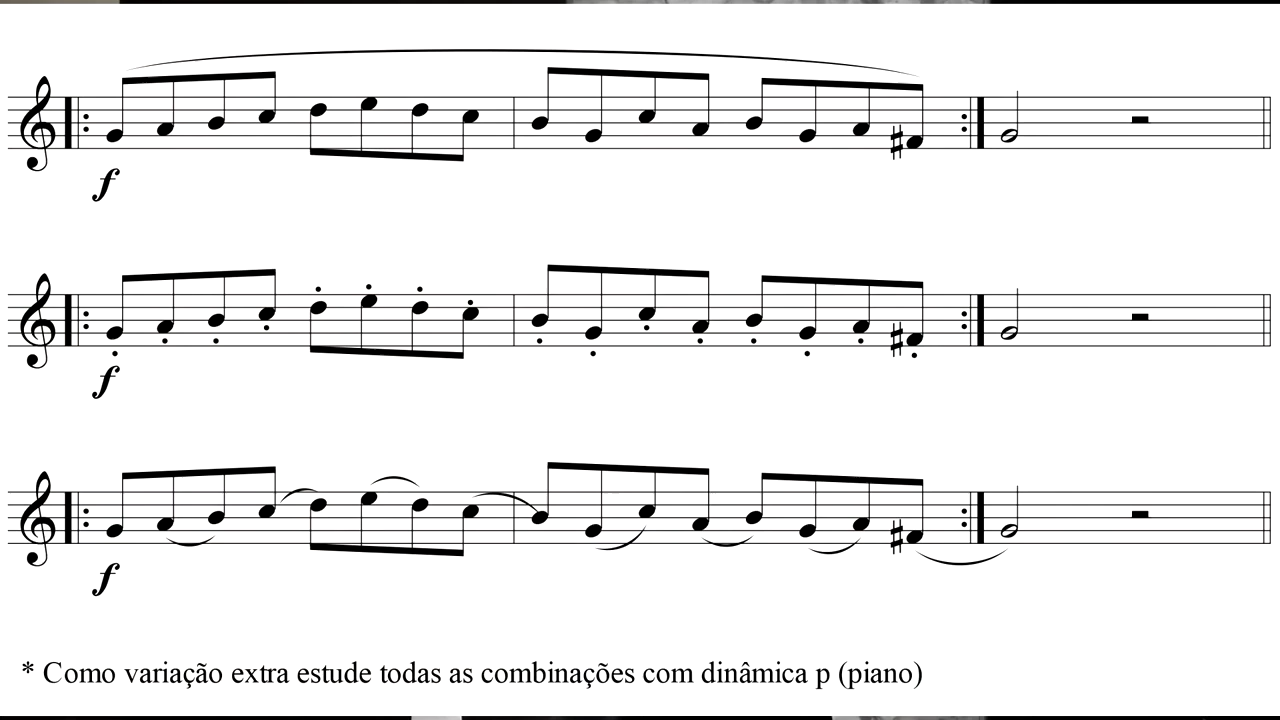 f
f
f
* Como variação extra estude todas as combinações com dinâmica p (piano)